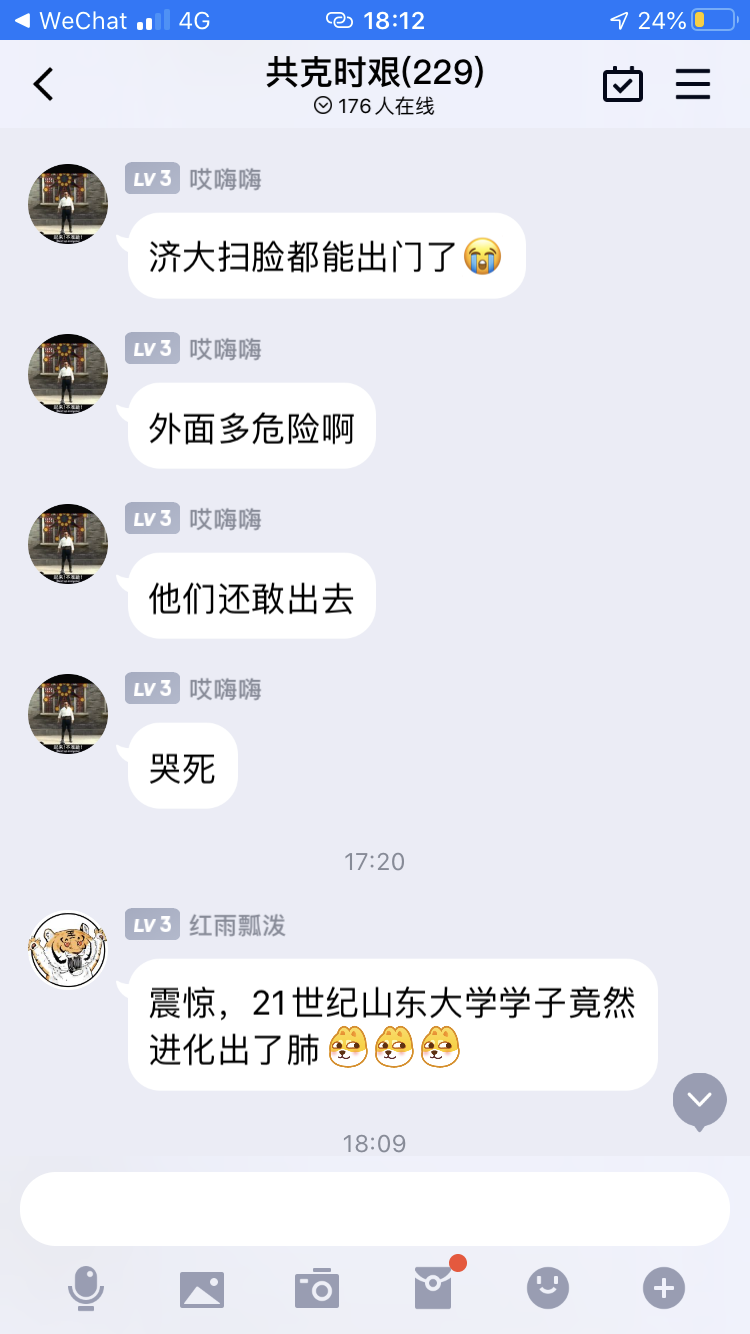 WeChat 4G 18:12 24%
共克时艰(229)
176人在线
LV 3 哎嗨嗨
济大扫脸都能出门了😭
LV 3 哎嗨嗨
外面多危险啊
LV 3 哎嗨嗨
他们还敢出去
LV 3 哎嗨嗨
哭死
17:20
LV 3 红雨瓢泼
震惊，21世纪山东大学学子竟然
进化出了肺
18:09